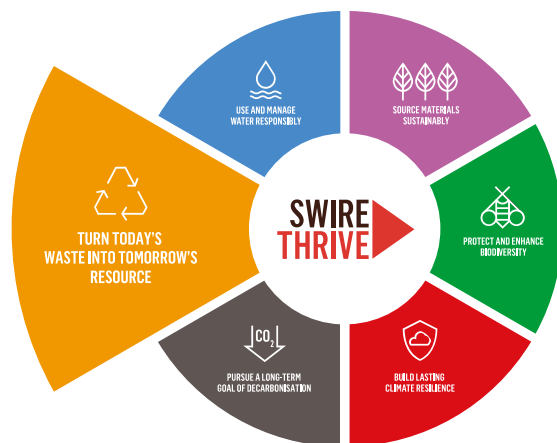 USE AND MANAGE
WATER RESPONSIBLY
SOURCE MATERIALS
SUSTAINABLY
TURN TODAY'S
WASTE INTO TOMORROW'S
RESOURCE
SWIRE
THRIVE
PROTECT AND ENHANCE
BIODIVERSITY
CO₂
PURSUE A LONG-TERM
GOAL OF DECARBONISATION
BUILD LASTING
CLIMATE RESILIENCE